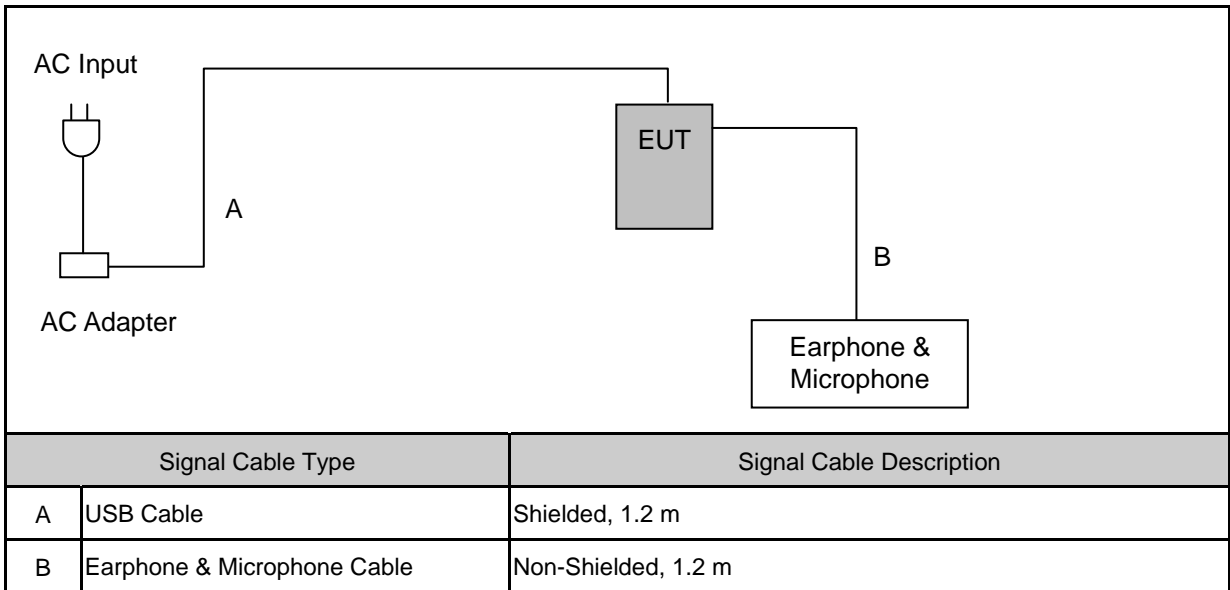 AC Input
EUT
A
B
AC Adapter
Earphone &
Microphone
Signal Cable Type Signal Cable Description
A USB Cable Shielded, 1.2 m
B Earphone & Microphone Cable Non-Shielded, 1.2 m